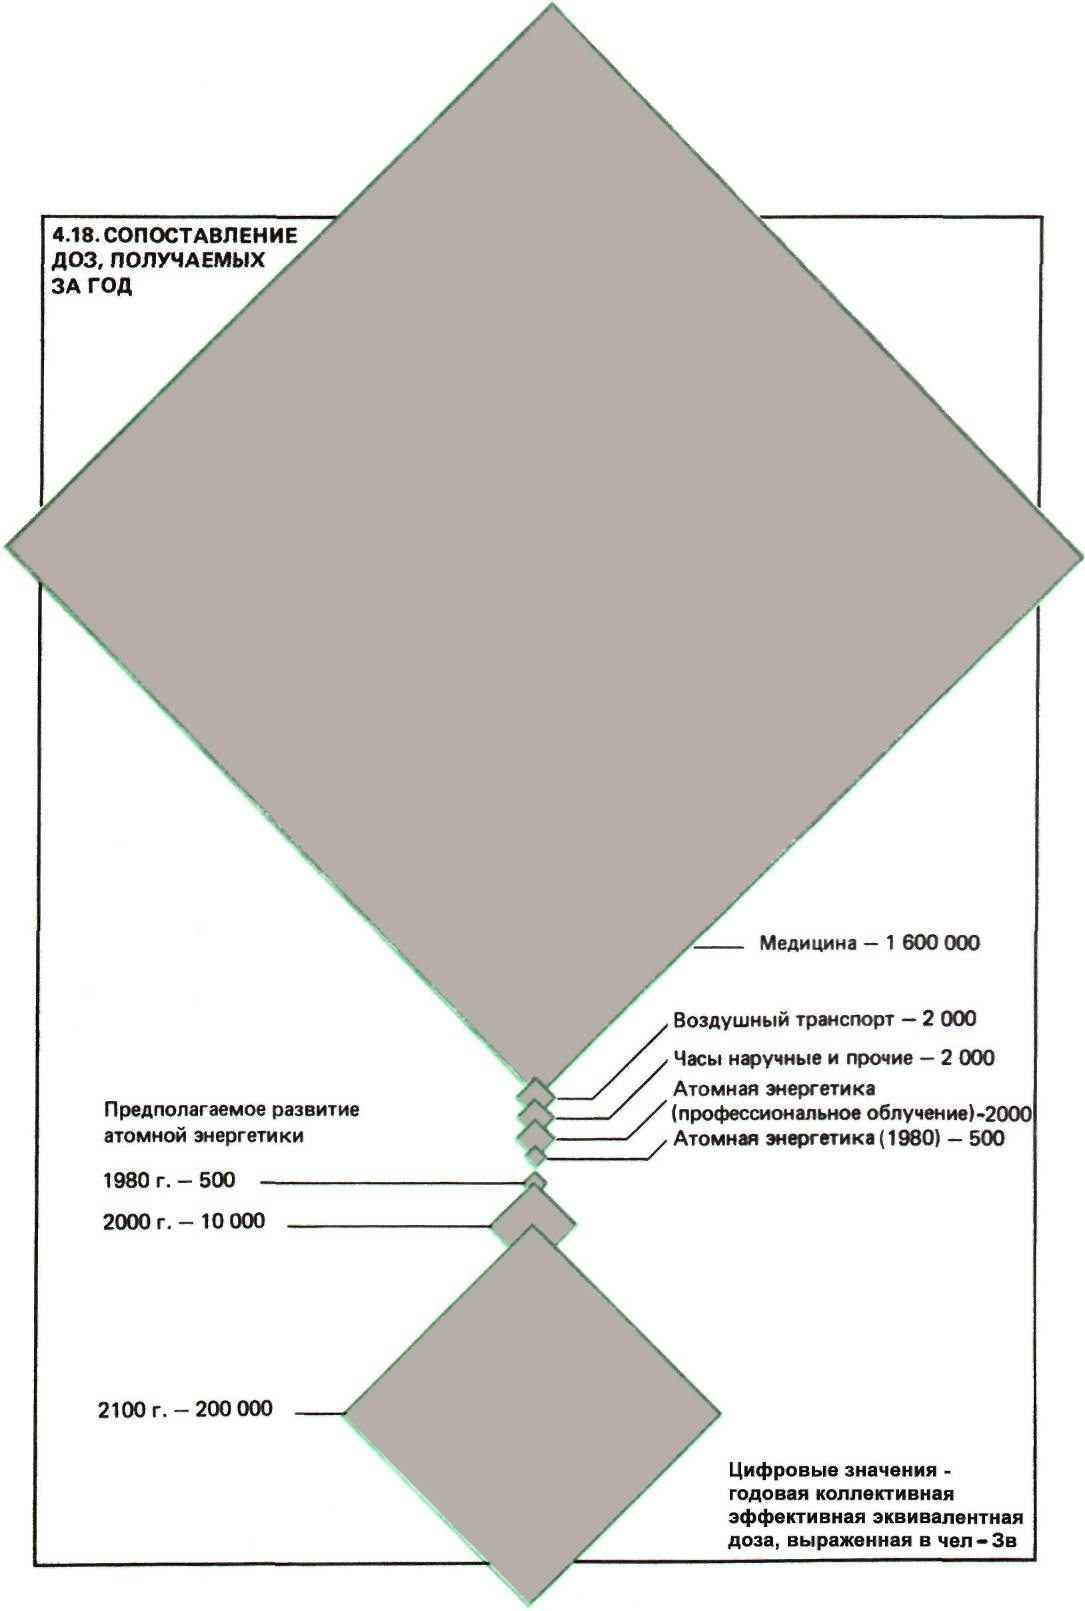 4.18. СОПОСТАВЛЕНИЕ
ДОЗ, ПОЛУЧАЕМЫХ
ЗА ГОД
Медицина – 1 600 000
Воздушный транспорт – 2 000
Часы наручные и прочие – 2 000
Атомная энергетика
(профессиональное облучение)-2000
Атомная энергетика (1980) – 500
Предполагаемое развитие
атомной энергетики
1980 г. – 500
2000 г. – 10 000
2100 г. – 200 000
Цифровые значения -
годовая коллективная
эффективная эквивалентная
доза, выраженная в чел – Зв